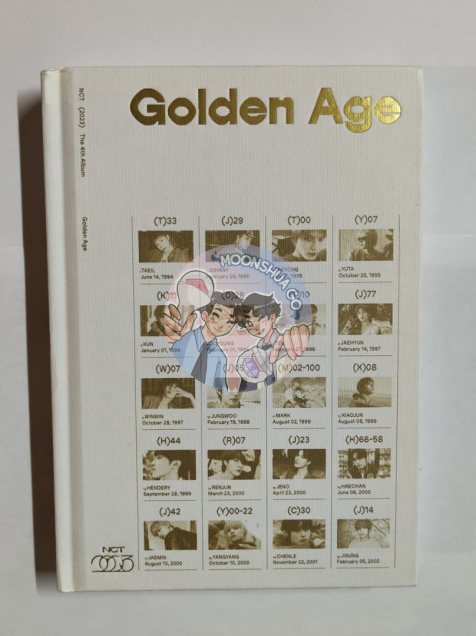 NCT (2023) The 4th Album Golden Age
Golden Age
(T)33 (J)29 (T)00 (Y)07
TAEIL YUTA
June 14, 1994 October 26, 1995
MOONSHUA GO
(J)77
KUN JAEHYUN
January 01, February 14, 1997
(W)07 (M)02-100 (X)08
WINWIN JUNGWOO MARK XIAOJUN
October 28, 1997 February 19, 1998 August 02, 1999 August 08, 1999
(H)44 (R)07 (J)23 (H)66-58
HENDERY RENJUN JENO HAECHAN
September 28, 1999 March 23, 2000 April 23, 2000 June 06, 2000
(J)42 (Y)00-22 (C)30 (J)14
JAEMIN YANGYANG CHENLE JISUNG
August 13, 2000 October 10, 2000 November 22, 2001 February 05, 2002
NCT